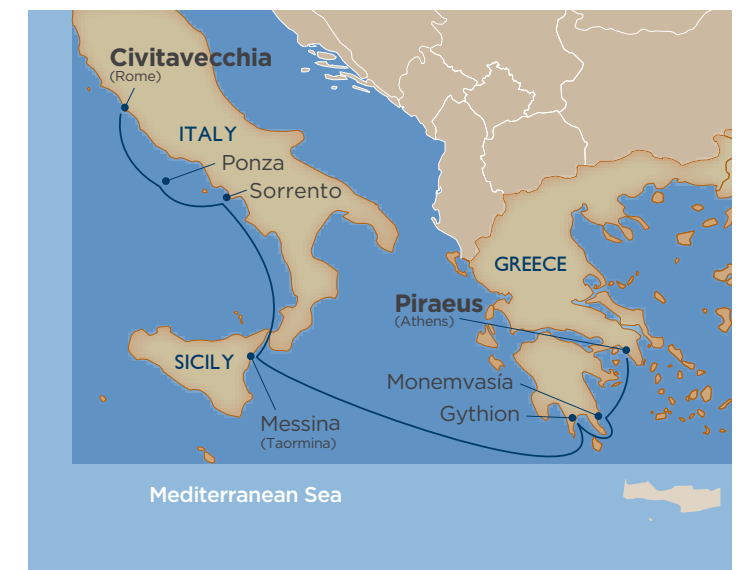 Civitavecchia
(Rome)
ITALY
Ponza
Sorrento
GREECE
Piraeus
(Athens)
SICILY
Monemvasía
Gythion
Messina
(Taormina)
Mediterranean Sea